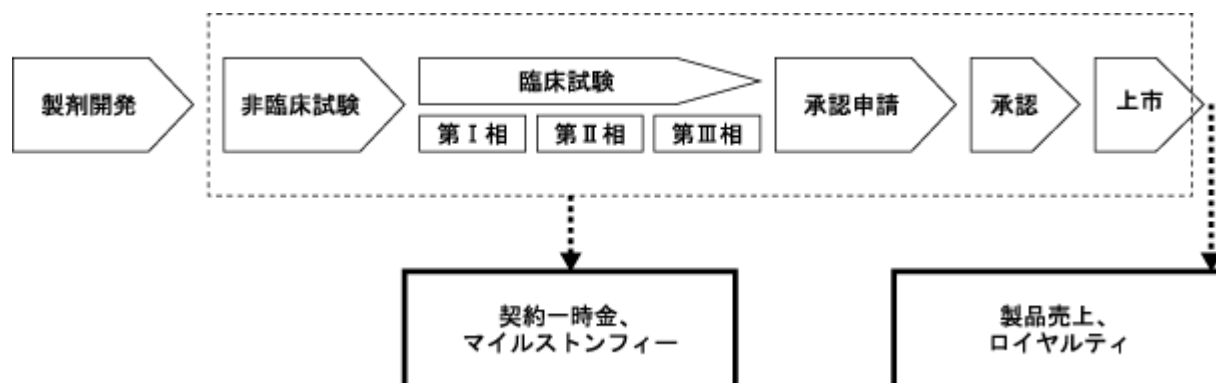 製剤開発
非臨床試験
臨床試験
第Ⅰ相
第Ⅱ相
第Ⅲ相
承認申請
承認
上市
契約一時金、
マイルストンフィー
製品売上、
ロイヤルティ